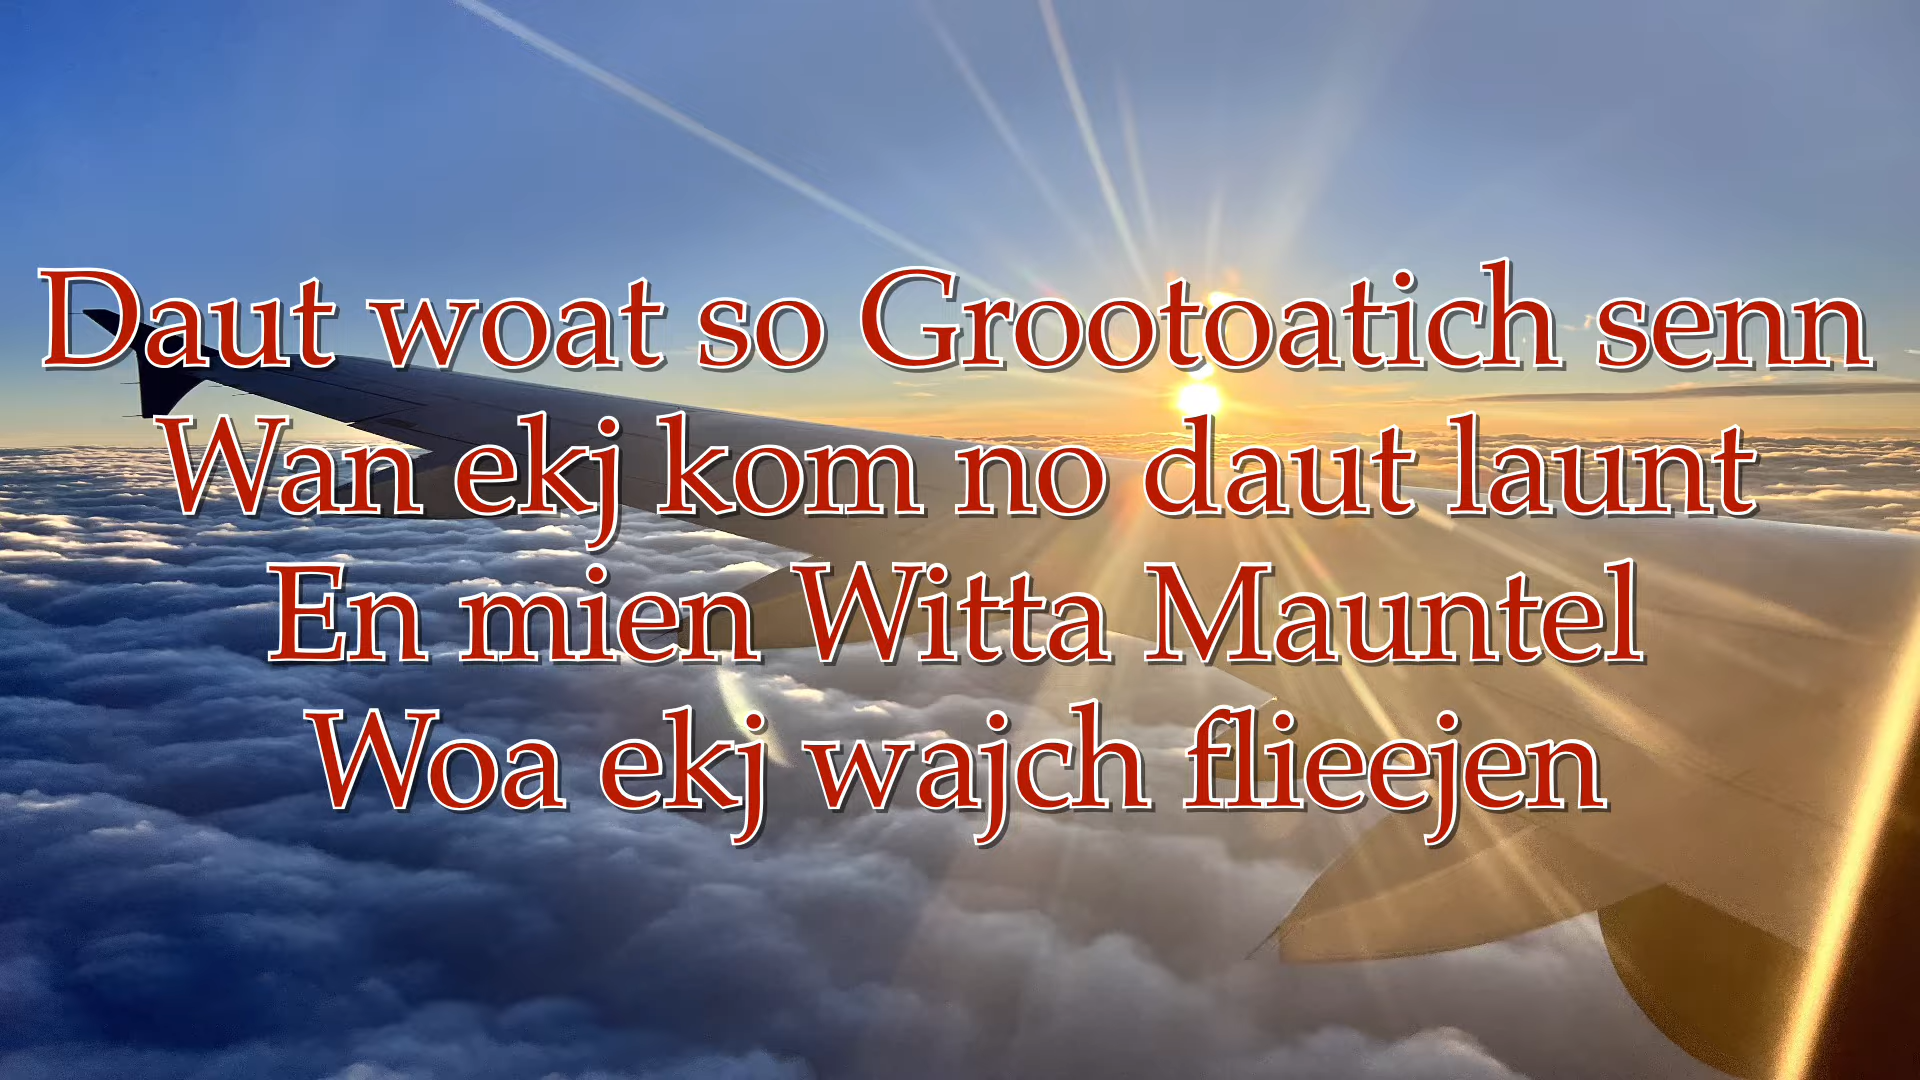 Daut woat so Grootoatich senn
Wan ekj kom no daut launt
En mien Witta Mauntel
Woa ekj wajch flieejen